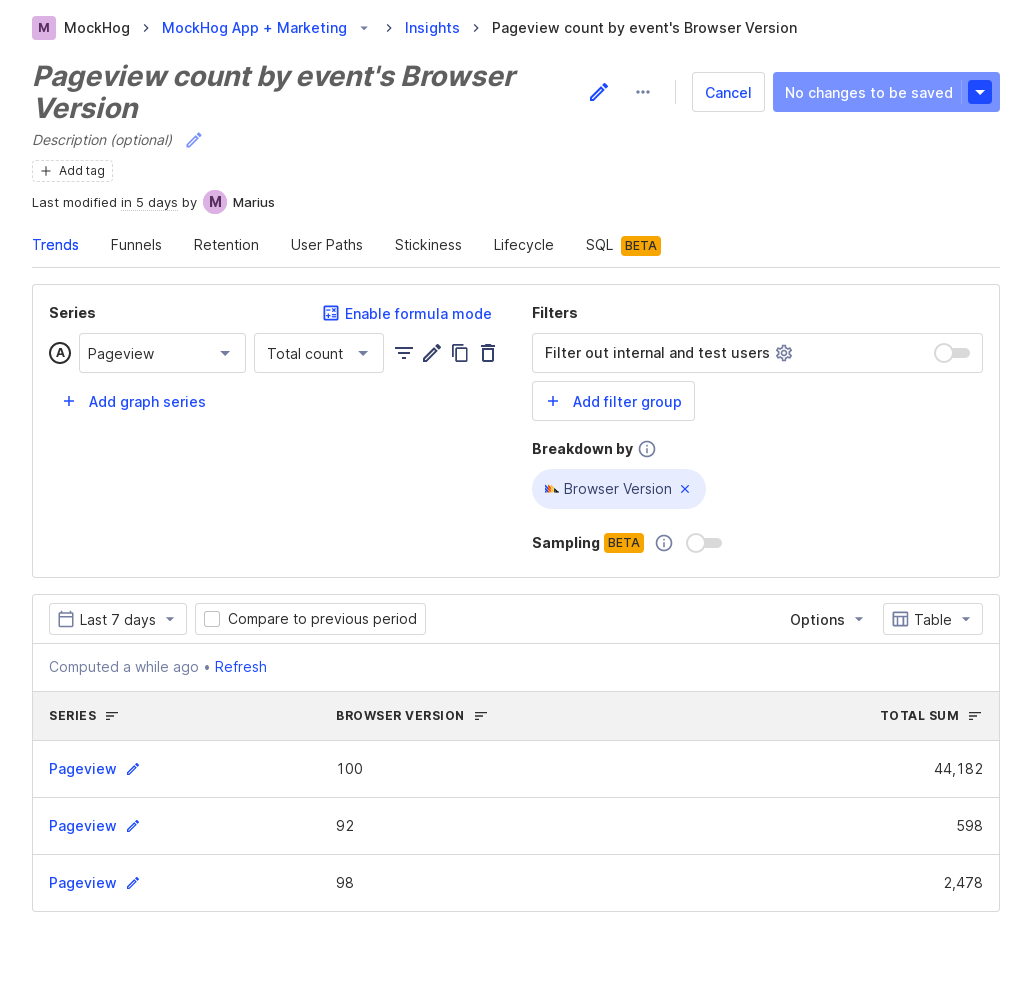 M MockHog MockHog App + Marketing Insights Pageview count by event's Browser Version
Pageview count by event's Browser
Version
Cancel No changes to be saved
Description (optional)
Add tag
Last modified in 5 days by M Marius
Trends Funnels Retention User Paths Stickiness Lifecycle SQL BETA
Series Enable formula mode
A Pageview Total count
Add graph series
Filters
Filter out internal and test users
Add filter group
Breakdown by
Browser Version
Sampling BETA
Last 7 days Compare to previous period Options Table
Computed a while ago • Refresh
SERIES BROWSER VERSION TOTAL SUM
Pageview 100 44,182
Pageview 92 598
Pageview 98 2,478